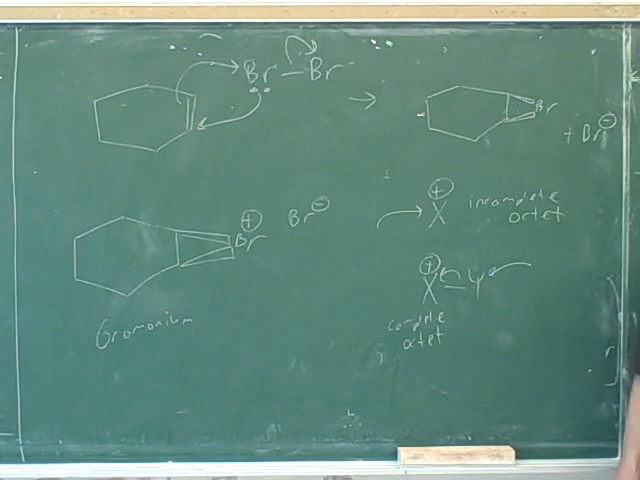 Br — Br
→
Br
+ Br⊖
⊕
Br
Br⊖
⊕
X
incomplete
octet
⊕
X — Y
Bromonium
complete
octet